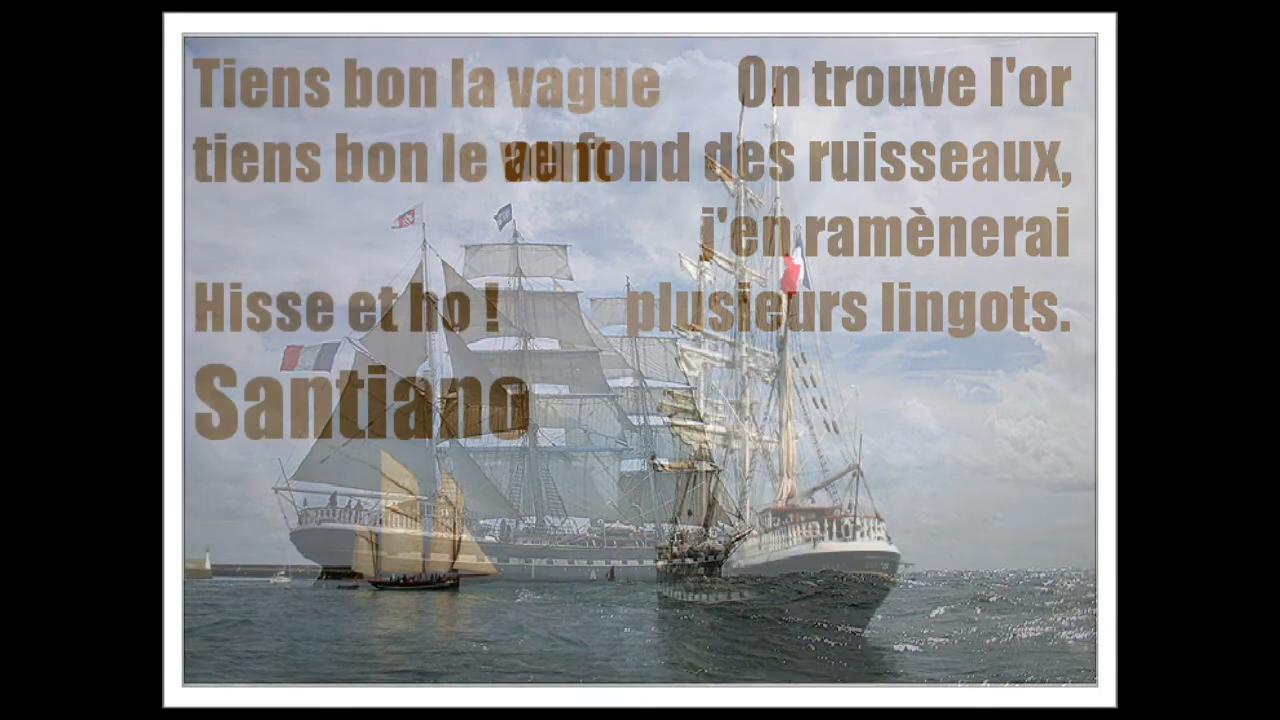 Tiens bon la vague
tiens bon le vent
Hisse et ho !
Santiano
On trouve l'or
au fond des ruisseaux,
j'en ramènerai
plusieurs lingots.